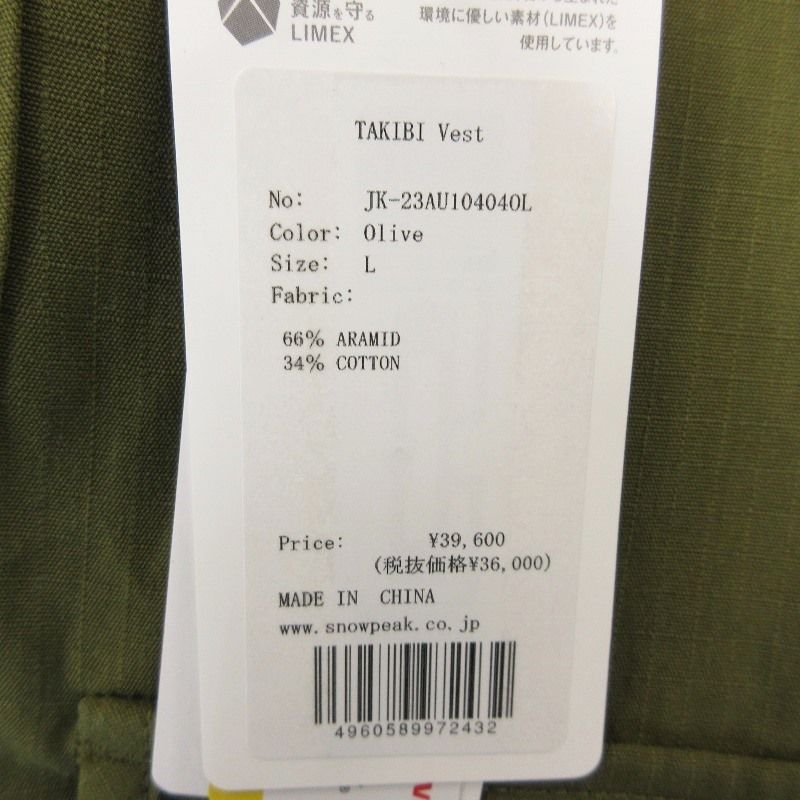 資源を守る
LIMEX
環境に優しい素材(LIMEX)を
使用しています。
TAKIBI Vest
No: JK-23AU104040L
Color: Olive
Size: L
Fabric:
66% ARAMID
34% COTTON
Price: ¥39,600
(税抜価格¥36,000)
MADE IN CHINA
www.snowpeak.co.jp
4960589972432